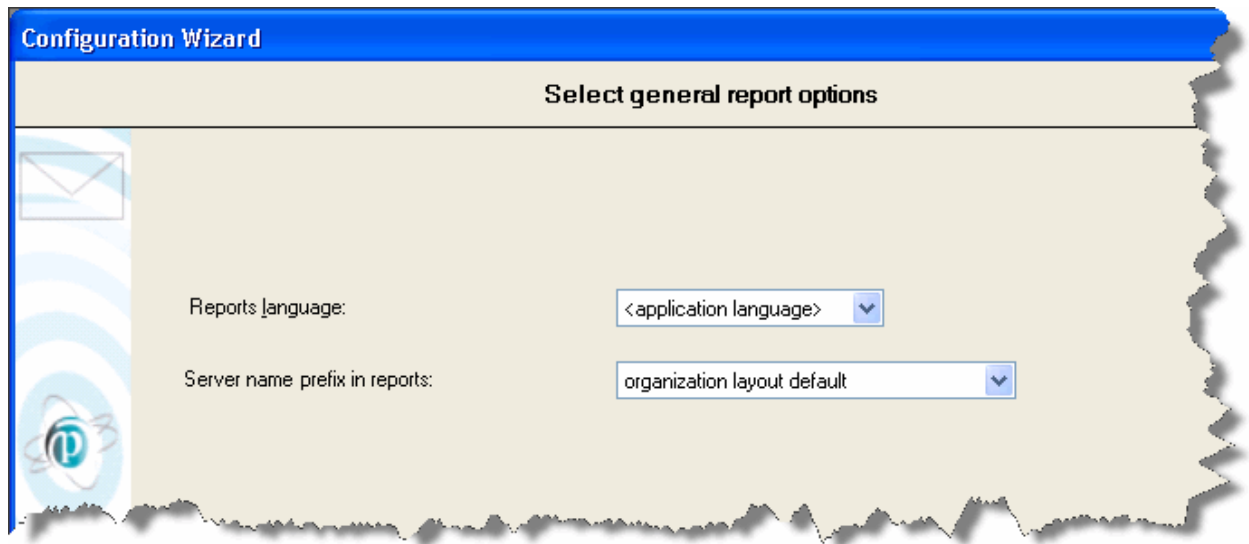 Configuration Wizard
Select general report options
Reports language:
<application language>
Server name prefix in reports:
organization layout default
p